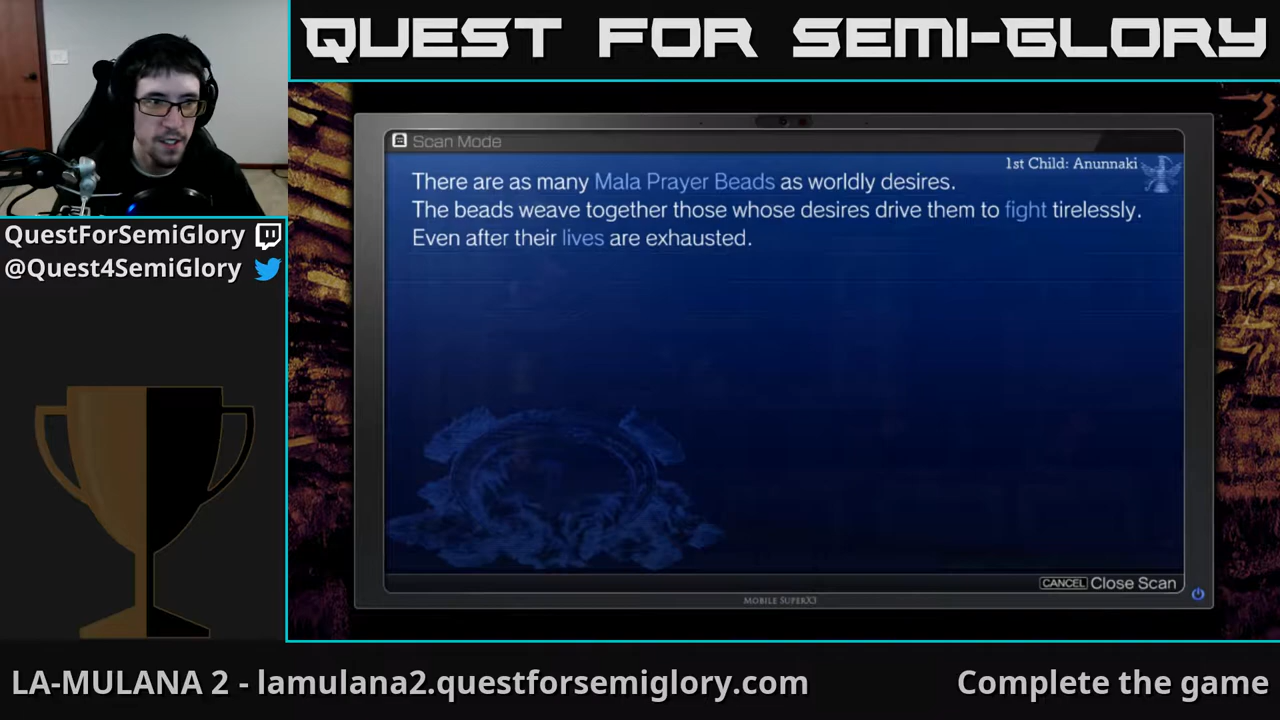 QUEST FOR SEMI-GLORY
Scan Mode
1st Child: Anunnaki
There are as many Mala Prayer Beads as worldly desires.
The beads weave together those whose desires drive them to fight tirelessly.
Even after their lives are exhausted.
QuestForSemiGlory
@Quest4SemiGlory
CANCEL Close Scan
MOBILE SUPERX3
LA-MULANA 2 - lamulana2.questforsemiglory.com
Complete the game